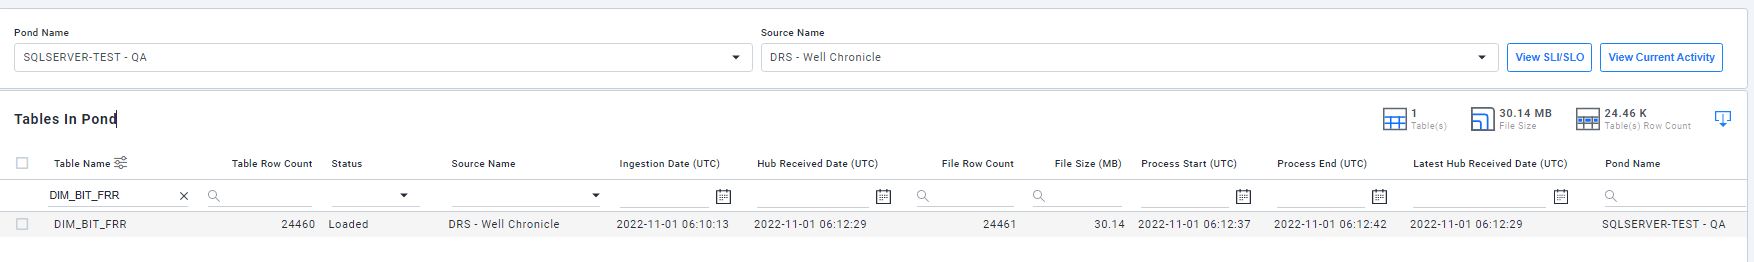 Pond Name Source Name
SQLSERVER-TEST - QA DRS - Well Chronicle View SLI/SLO View Current Activity
Tables In Pond 1 Table(s) 30.14 MB File Size 24.46 K Table(s) Row Count
Table Name Table Row Count Status Source Name Ingestion Date (UTC) Hub Received Date (UTC) File Row Count File Size (MB) Process Start (UTC) Process End (UTC) Latest Hub Received Date (UTC) Pond Name
DIM_BIT_FRR
DIM_BIT_FRR 24460 Loaded DRS - Well Chronicle 2022-11-01 06:10:13 2022-11-01 06:12:29 24461 30.14 2022-11-01 06:12:37 2022-11-01 06:12:42 2022-11-01 06:12:29 SQLSERVER-TEST - QA